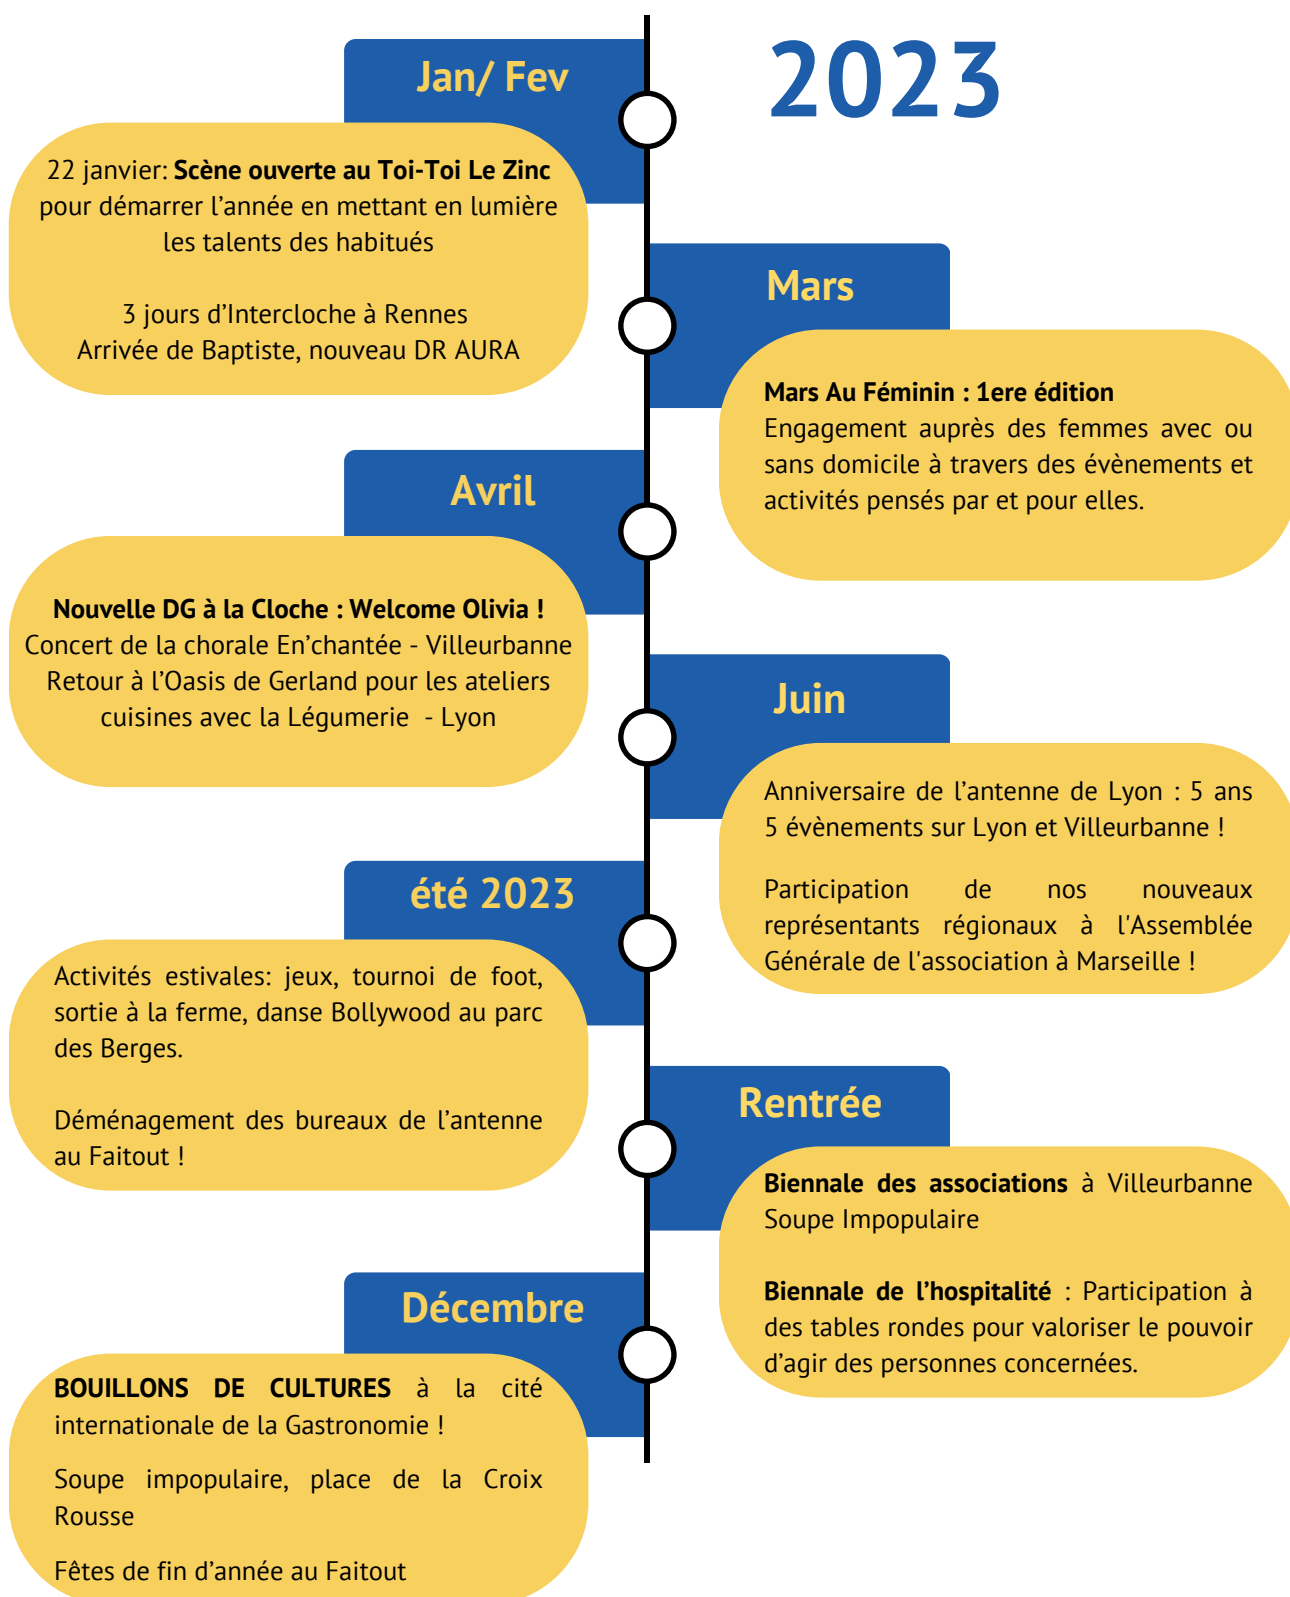 2023
Jan/ Fev
22 janvier: Scène ouverte au Toi-Toi Le Zinc
pour démarrer l’année en mettant en lumière
les talents des habitués
3 jours d’Intercloche à Rennes
Arrivée de Baptiste, nouveau DR AURA
Mars
Mars Au Féminin : 1ere édition
Engagement auprès des femmes avec ou
sans domicile à travers des évènements et
activités pensés par et pour elles.
Avril
Nouvelle DG à la Cloche : Welcome Olivia !
Concert de la chorale En’chantée - Villeurbanne
Retour à l’Oasis de Gerland pour les ateliers
cuisines avec la Légumerie - Lyon
Juin
Anniversaire de l’antenne de Lyon : 5 ans
5 évènements sur Lyon et Villeurbanne !
Participation de nos nouveaux
représentants régionaux à l'Assemblée
Générale de l'association à Marseille !
été 2023
Activités estivales: jeux, tournoi de foot,
sortie à la ferme, danse Bollywood au parc
des Berges.
Déménagement des bureaux de l’antenne
au Faitout !
Rentrée
Biennale des associations à Villeurbanne
Soupe Impopulaire
Biennale de l’hospitalité : Participation à
des tables rondes pour valoriser le pouvoir
d’agir des personnes concernées.
Décembre
BOUILLONS DE CULTURES à la cité
internationale de la Gastronomie !
Soupe impopulaire, place de la Croix
Rousse
Fêtes de fin d’année au Faitout